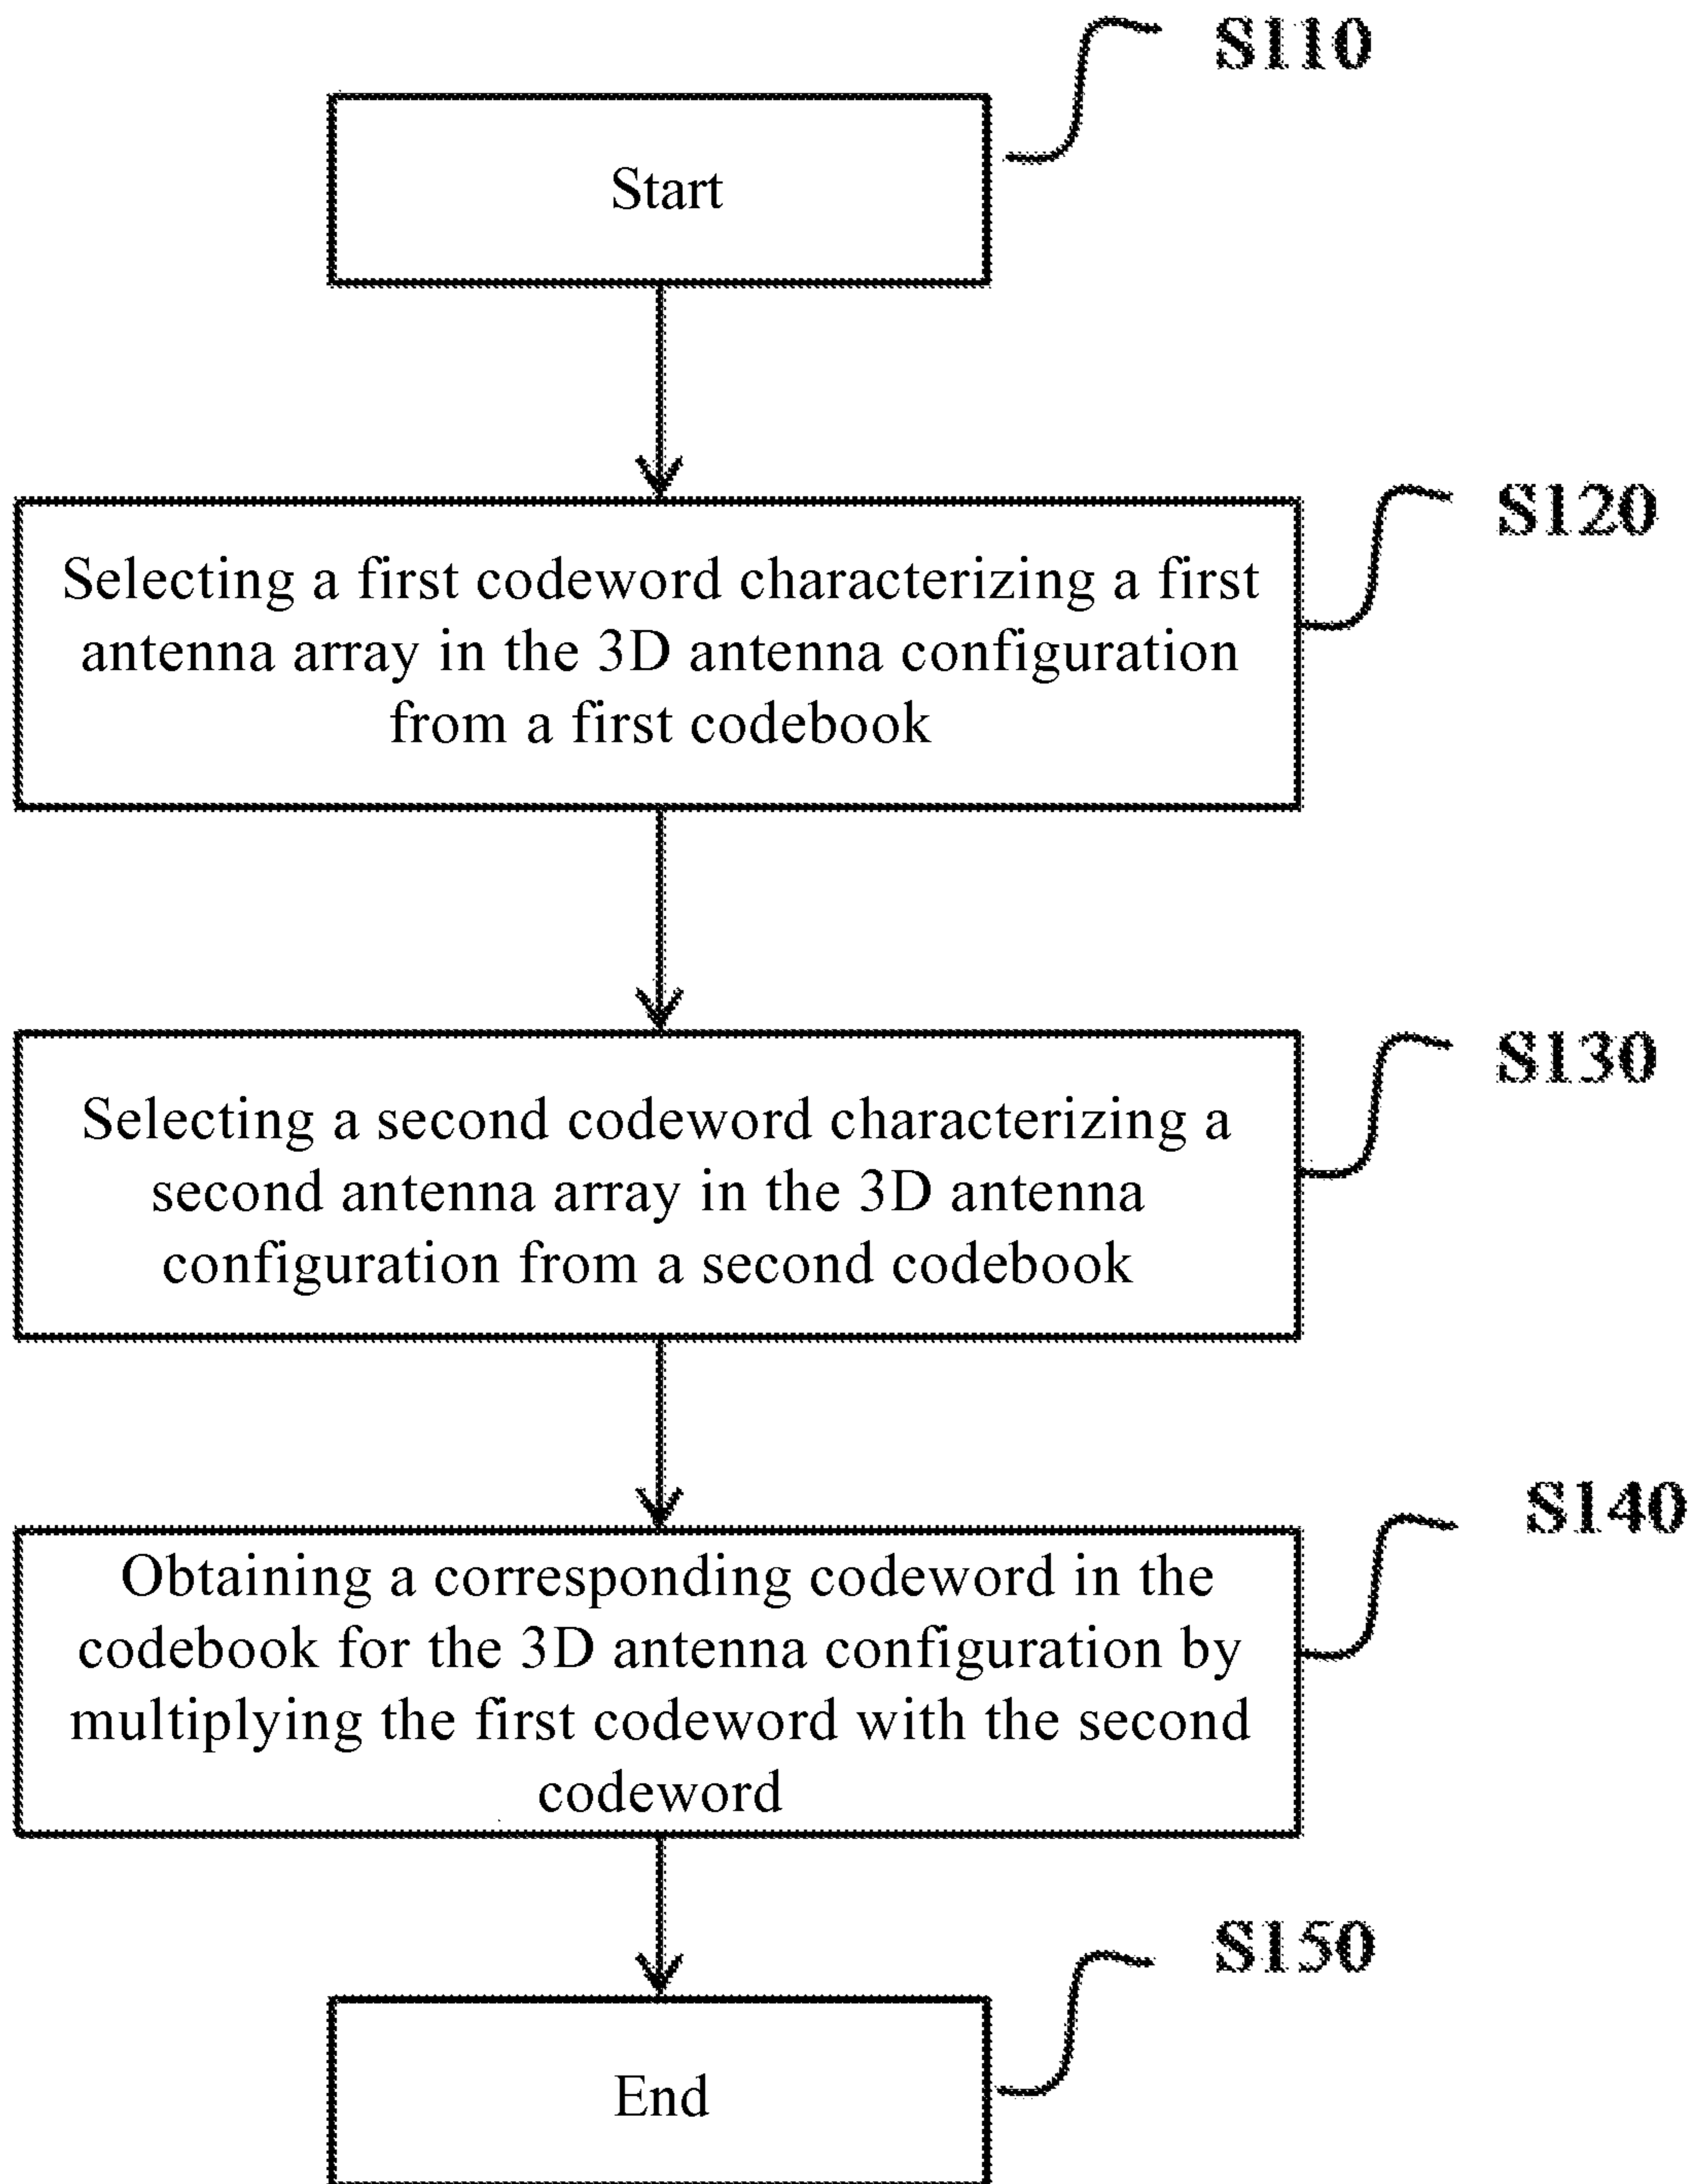 S110
Start
S120
Selecting a first codeword characterizing a first
antenna array in the 3D antenna configuration
from a first codebook
S130
Selecting a second codeword characterizing a
second antenna array in the 3D antenna
configuration from a second codebook
S140
Obtaining a corresponding codeword in the
codebook for the 3D antenna configuration by
multiplying the first codeword with the second
codeword
S150
End